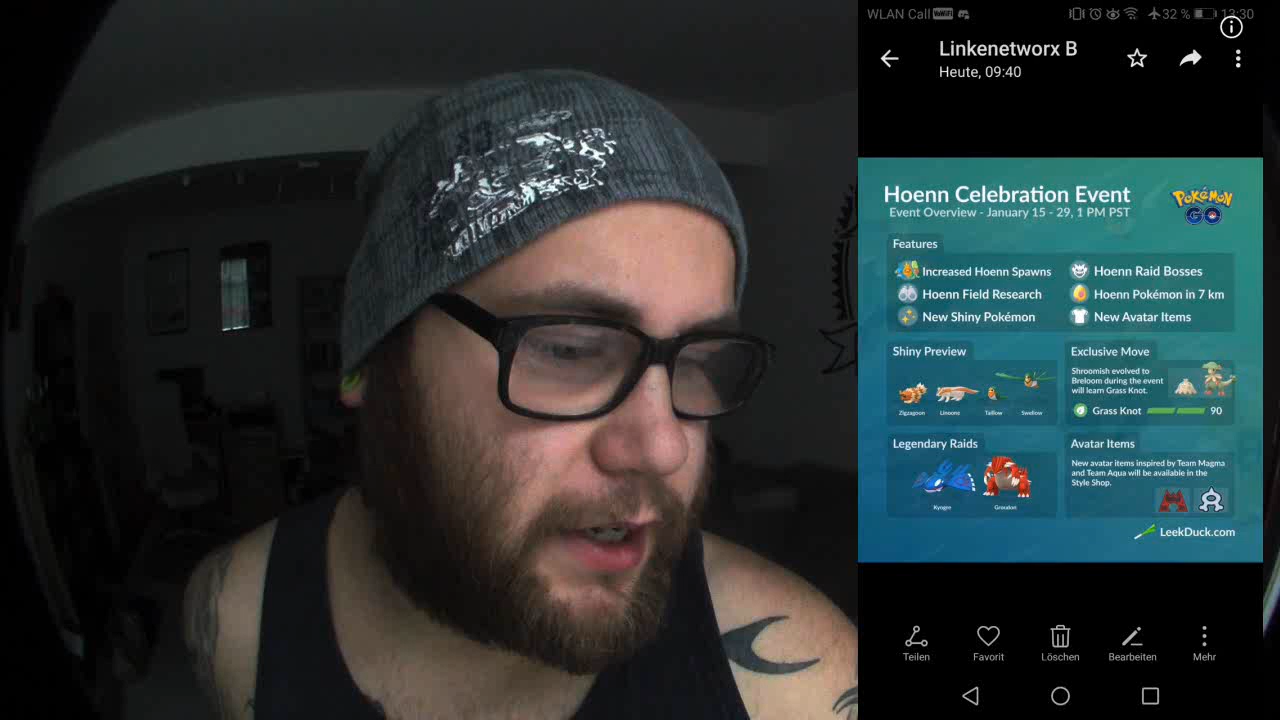 WLAN Call VoWiFi
32 % 13:30
Linkenetworx B
Heute, 09:40
Hoenn Celebration Event
Event Overview - January 15 - 29, 1 PM PST
POKÉMON
GO
Features
Increased Hoenn Spawns
Hoenn Raid Bosses
Hoenn Field Research
Hoenn Pokémon in 7 km
New Shiny Pokémon
New Avatar Items
Shiny Preview
Zigzagoon
Linoone
Taillow
Swellow
Exclusive Move
Shroomish evolved to
Breloom during the event
will learn Grass Knot.
Grass Knot
90
Legendary Raids
Kyogre
Groudon
Avatar Items
New avatar items inspired by Team Magma
and Team Aqua will be available in the
Style Shop.
LeekDuck.com
Teilen
Favorit
Löschen
Bearbeiten
Mehr